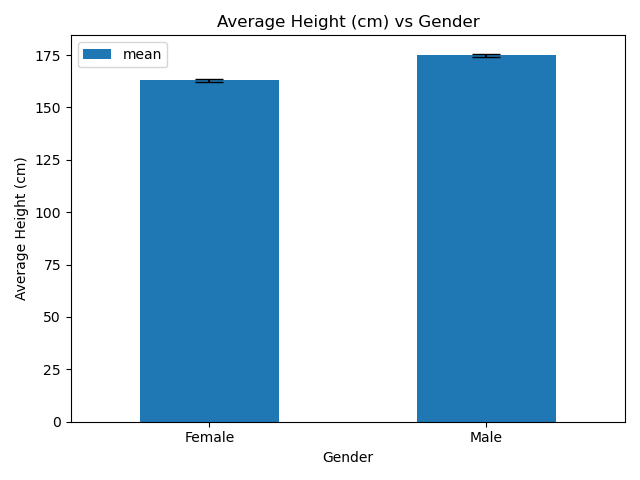 Average Height (cm) vs Gender
mean
Average Height (cm)
175
150
125
100
75
50
25
0
Female
Male
Gender